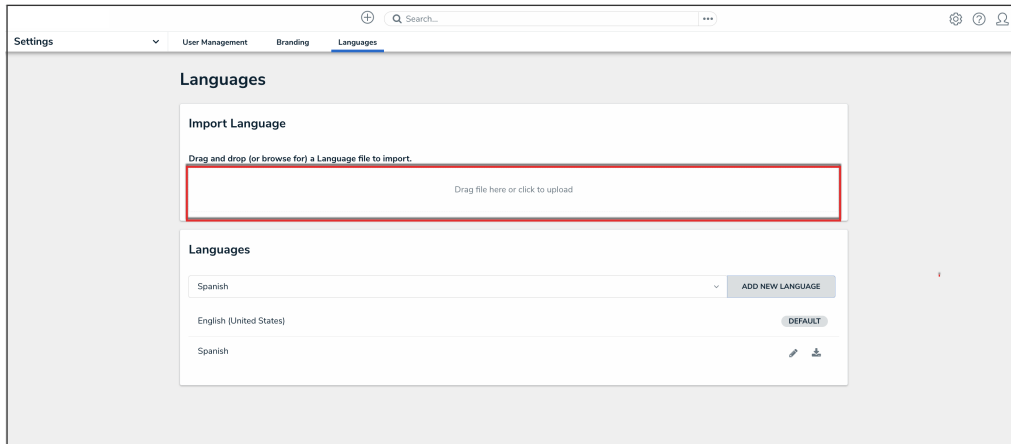 Search...
Settings
User Management Branding Languages
Languages
Import Language
Drag and drop (or browse for) a Language file to import.
Drag file here or click to upload
Languages
Spanish ADD NEW LANGUAGE
English (United States) DEFAULT
Spanish